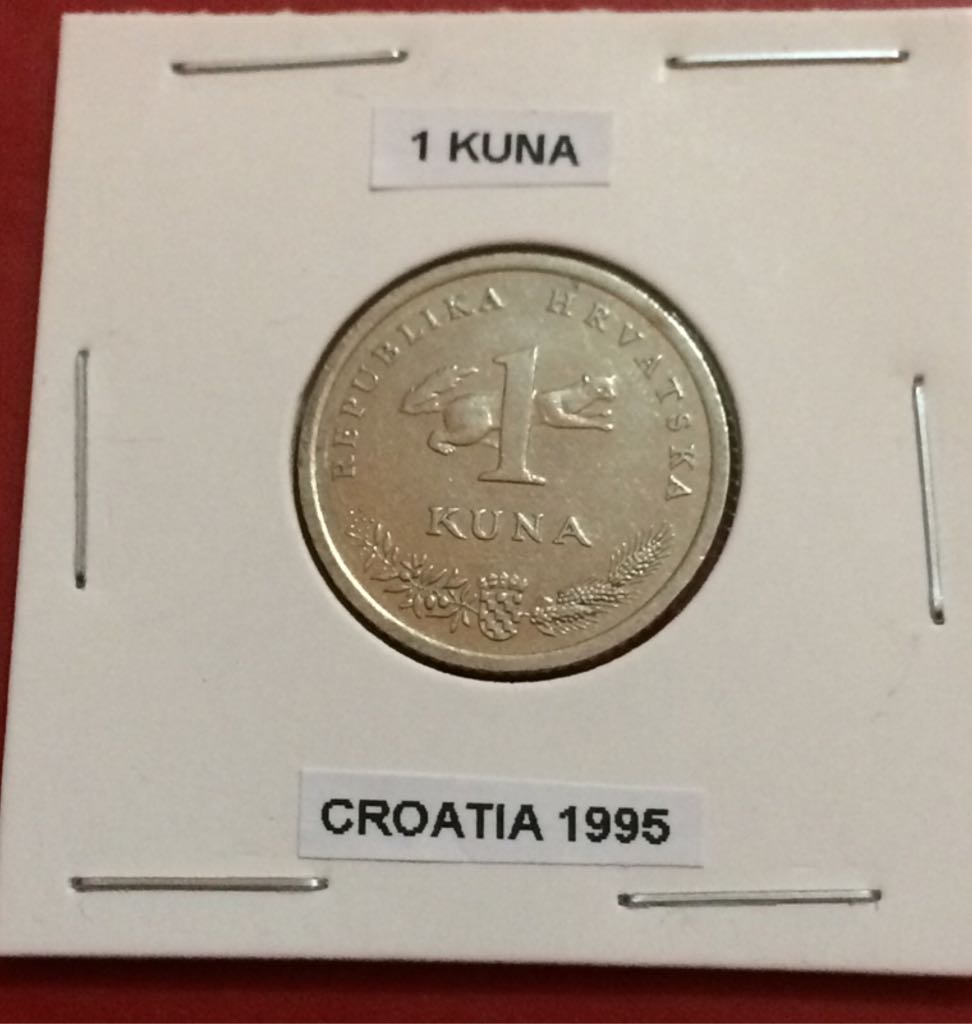 1 KUNA
REPUBLIKA HRVATSKA
1
KUNA
CROATIA 1995